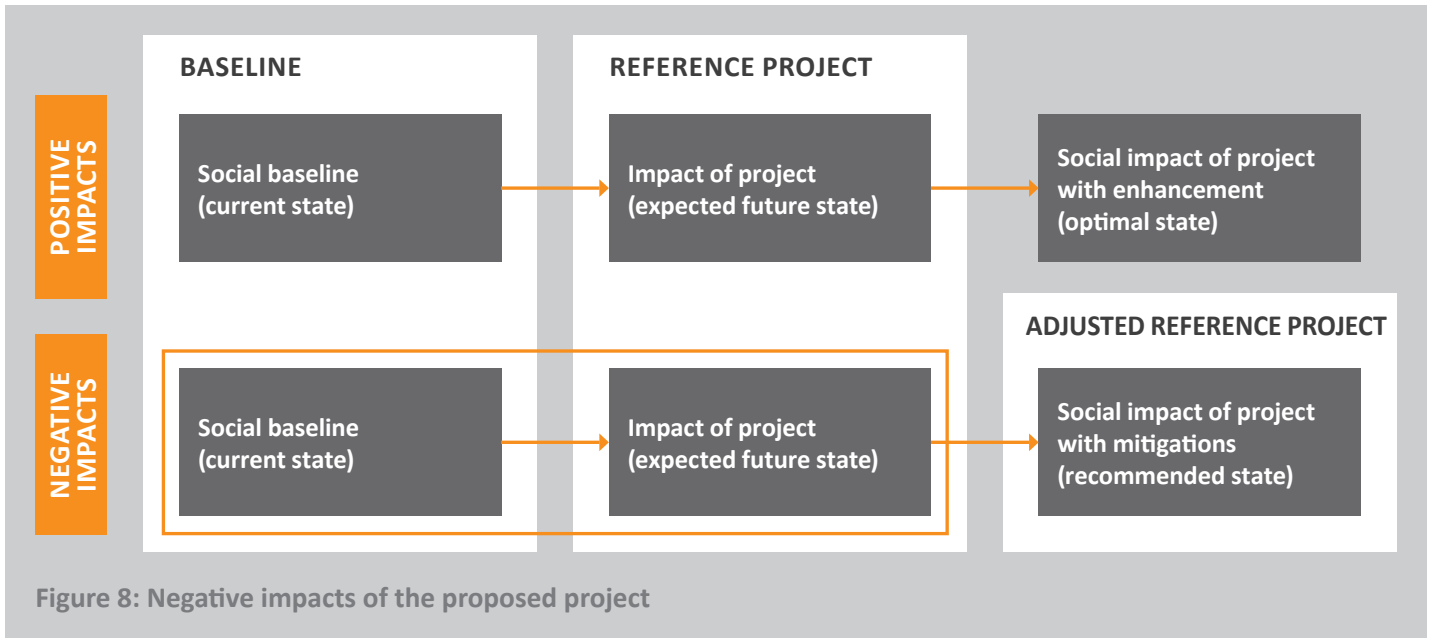 BASELINE
REFERENCE PROJECT
POSITIVE
IMPACTS
Social baseline
(current state)
Impact of project
(expected future state)
Social impact of project
with enhancement
(optimal state)
ADJUSTED REFERENCE PROJECT
NEGATIVE
IMPACTS
Social baseline
(current state)
Impact of project
(expected future state)
Social impact of project
with mitigations
(recommended state)
Figure 8: Negative impacts of the proposed project